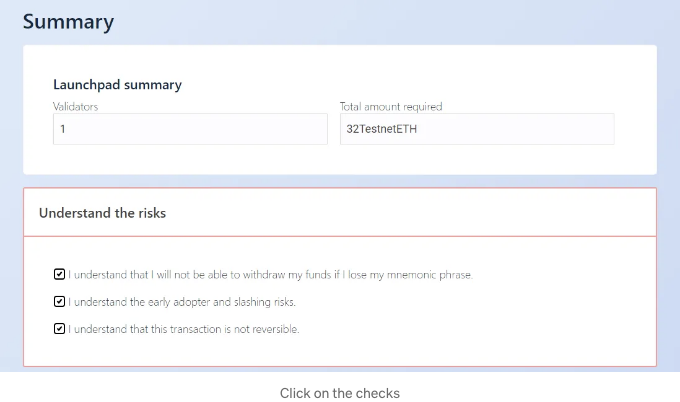 Summary
Launchpad summary
Validators
Total amount required
1
32TestnetETH
Understand the risks
I understand that I will not be able to withdraw my funds if I lose my mnemonic phrase.
I understand the early adopter and slashing risks.
I understand that this transaction is not reversible.
Click on the checks